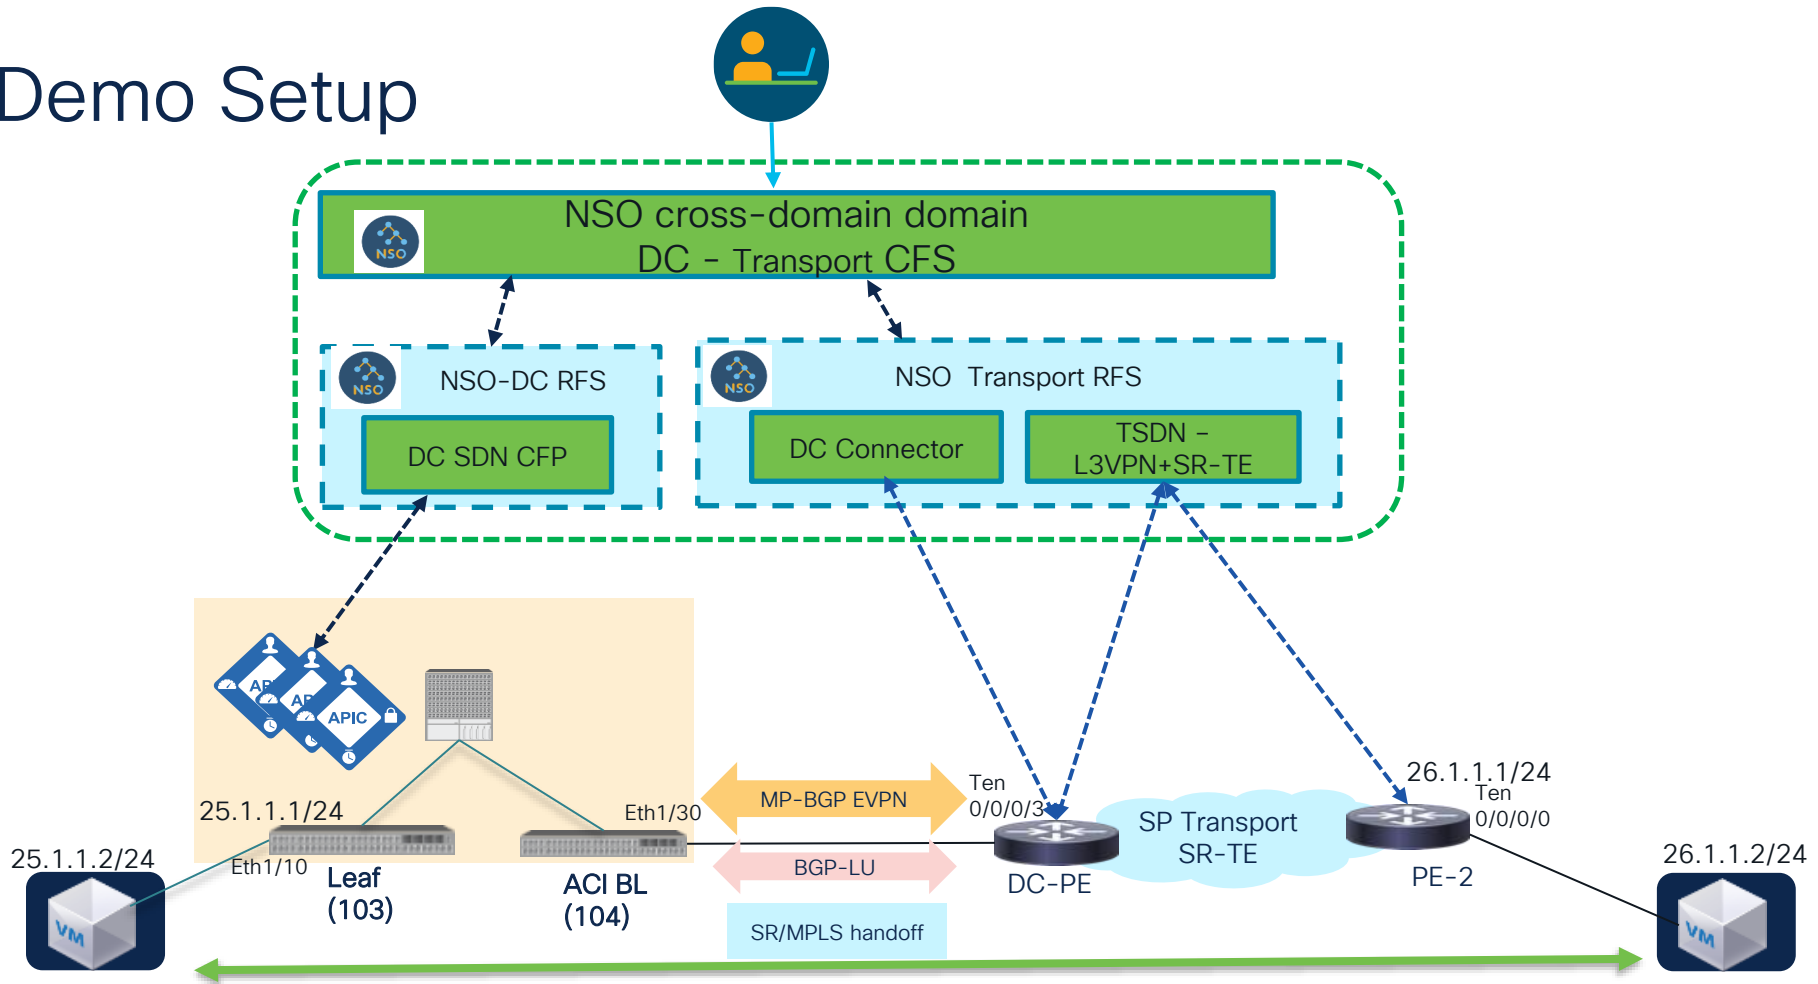 Demo Setup
NSO cross-domain domain
DC - Transport CFS
NSO
NSO
NSO-DC RFS
DC SDN CFP
NSO
NSO Transport RFS
DC Connector
TSDN -
L3VPN+SR-TE
API
AP
APIC
25.1.1.1/24
Eth1/30
MP-BGP EVPN
Ten
0/0/0/3
SP Transport
SR-TE
26.1.1.1/24
Ten
0/0/0/0
25.1.1.2/24
Eth1/10
Leaf
(103)
ACI BL
(104)
BGP-LU
DC-PE
PE-2
26.1.1.2/24
VM
SR/MPLS handoff
VM